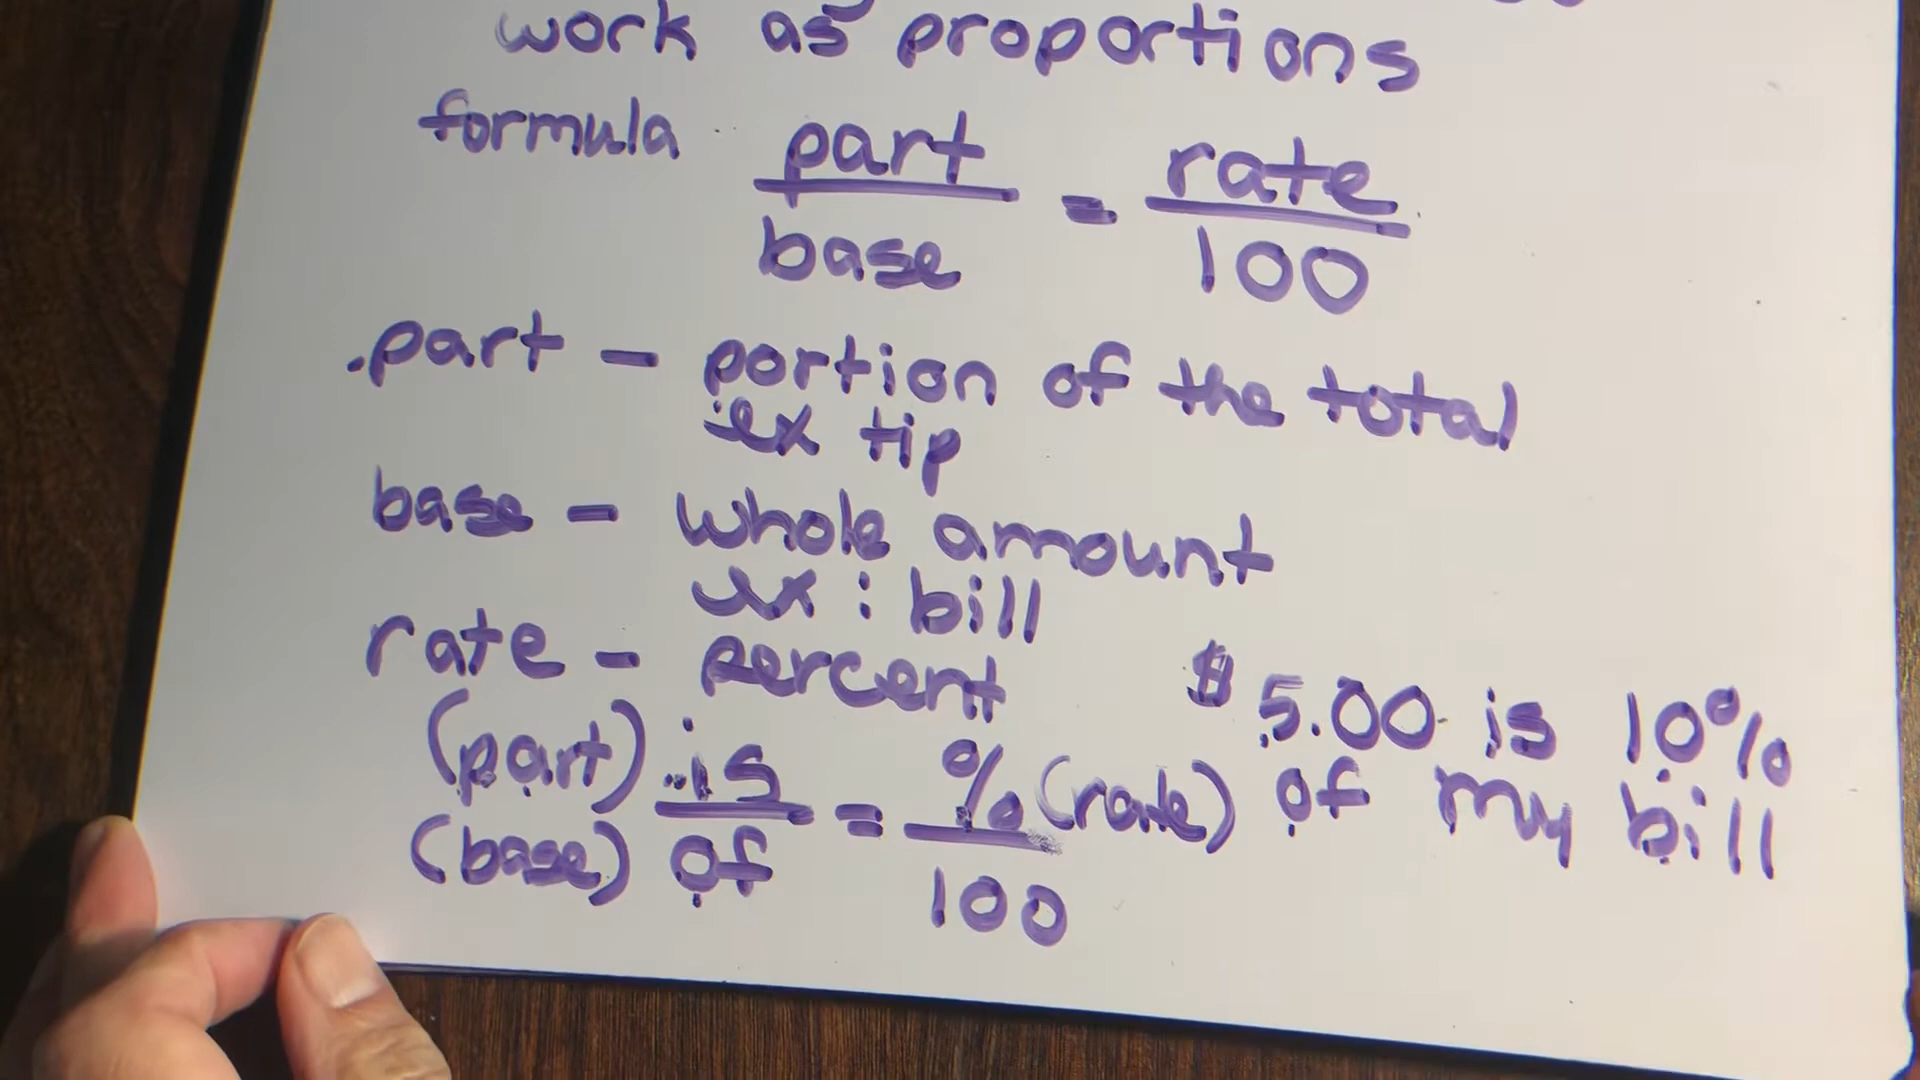 work as proportions
formula part = rate
base 100
.part - portion of the total
ex tip
base - whole amount
ex : bill
rate - percent
$5.00 is 10%
of my bill
(part) is = % (rate)
(base) of 100